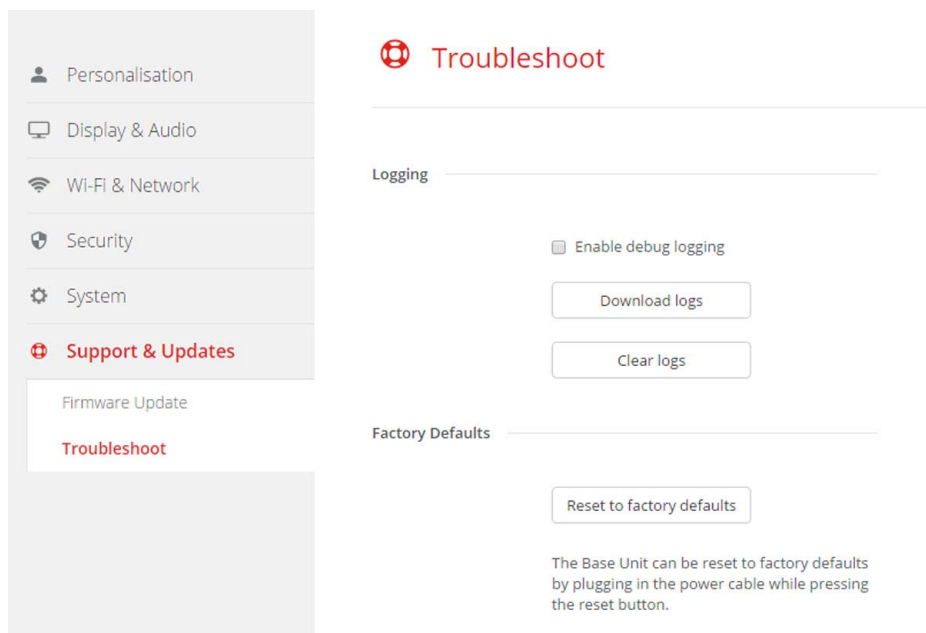 Personalisation
Display & Audio
Wi-Fi & Network
Security
System
Support & Updates
Firmware Update
Troubleshoot
Troubleshoot
Logging
Enable debug logging
Download logs
Clear logs
Factory Defaults
Reset to factory defaults
The Base Unit can be reset to factory defaults
by plugging in the power cable while pressing
the reset button.